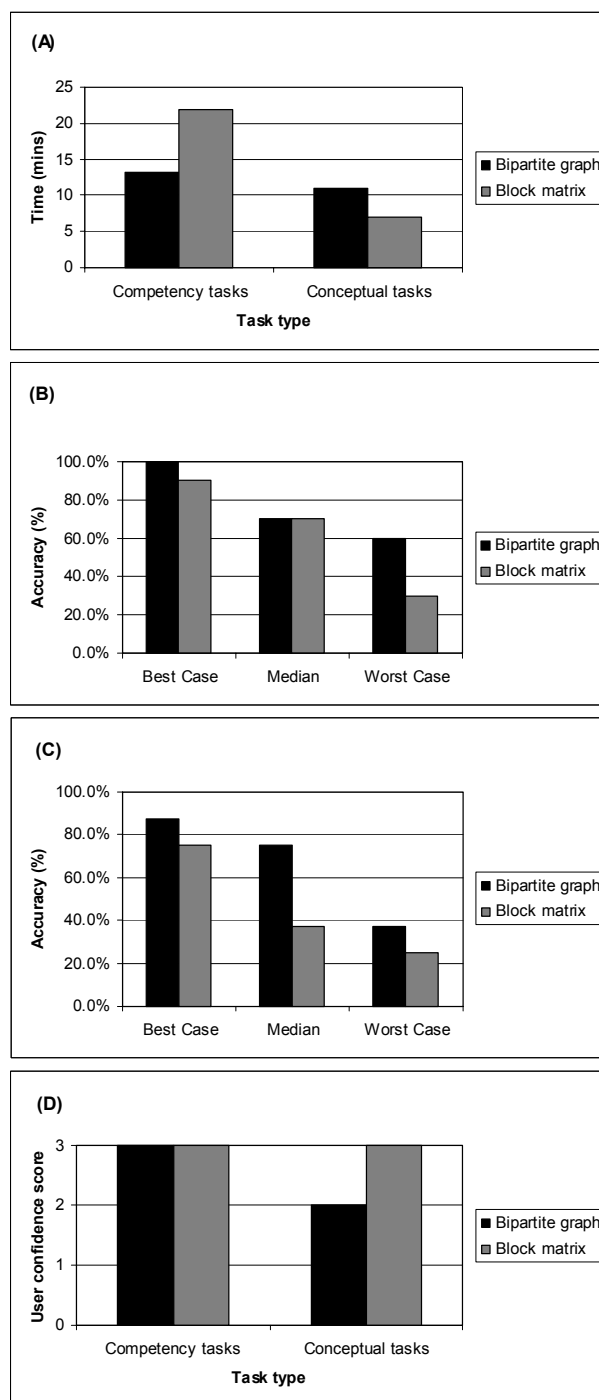 (A)
Time (mins)
25
20
15
10
5
0
Competency tasks
Conceptual tasks
Task type
Bipartite graph
Block matrix
(B)
Accuracy (%)
100.0%
80.0%
60.0%
40.0%
20.0%
0.0%
Best Case
Median
Worst Case
Bipartite graph
Block matrix
(C)
Accuracy (%)
100.0%
80.0%
60.0%
40.0%
20.0%
0.0%
Best Case
Median
Worst Case
Bipartite graph
Block matrix
(D)
User confidence score
3
2
1
0
Competency tasks
Conceptual tasks
Task type
Bipartite graph
Block matrix